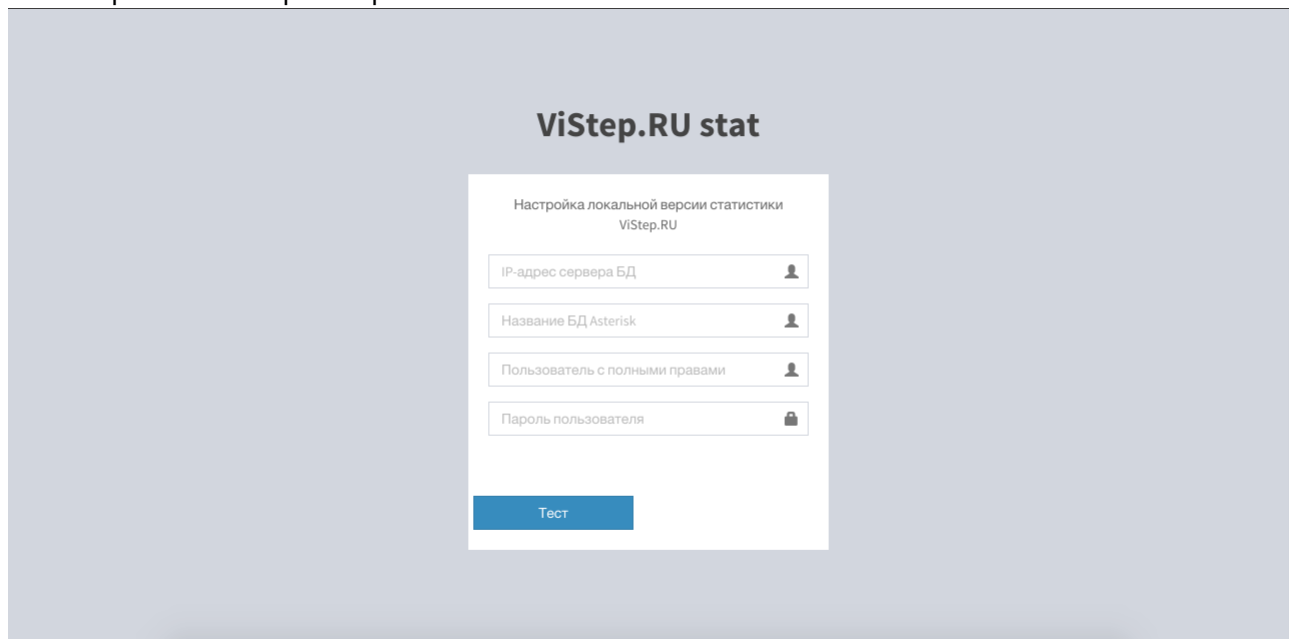 ViStep.RU stat
Настройка локальной версии статистики
ViStep.RU
IP-адрес сервера БД
Название БД Asterisk
Пользователь с полными правами
Пароль пользователя
Тест